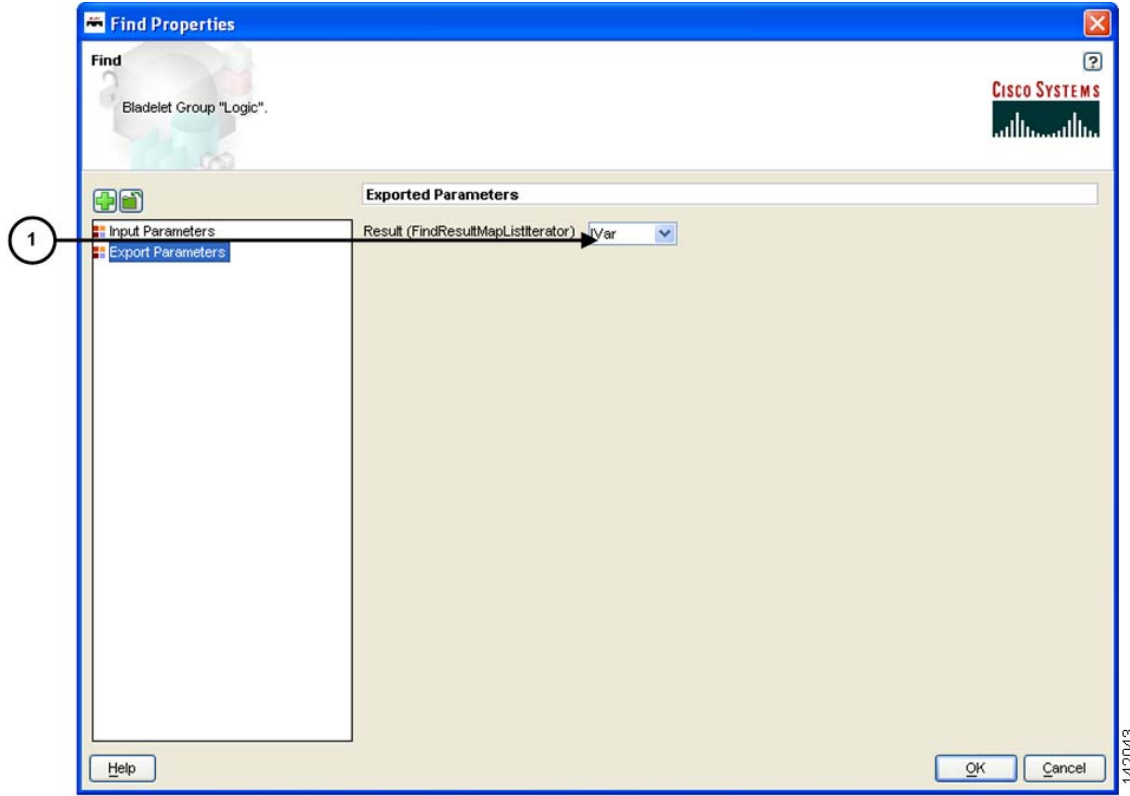 Find Properties
Find
?
Bladelet Group "Logic".
CISCO SYSTEMS
Exported Parameters
1
Input Parameters
Result (FindResultMapListIterator)
Export Parameters
Help
OK
Cancel
142043